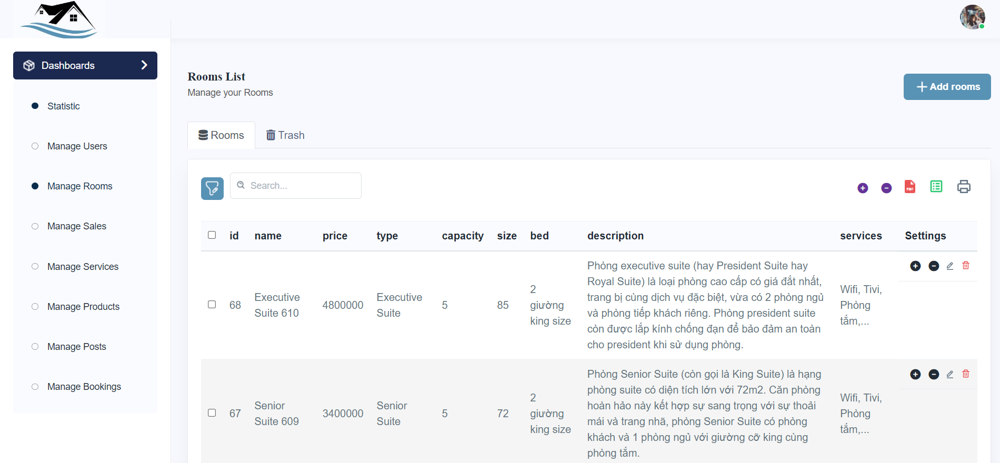 Dashboards
Statistic
Manage Users
Manage Rooms
Manage Sales
Manage Services
Manage Products
Manage Posts
Manage Bookings
Rooms List
Manage your Rooms
Add rooms
Rooms
Trash
Search...
PDF
id name price type capacity size bed description services Settings
68
Executive
Suite 610
4800000
Executive
Suite
5
85
2
giường
king size
Phòng executive suite (hay President Suite hay
Royal Suite) là loại phòng cao cấp có giá đắt nhất,
trang bị cùng dịch vụ đặc biệt, vừa có 2 phòng ngủ
và phòng tiếp khách riêng. Phòng president suite
còn được lắp kính chống đạn để bảo đảm an toàn
cho president khi sử dụng phòng.
Wifi, Tivi,
Phòng
tắm,...
67
Senior
Suite 609
3400000
Senior
Suite
5
72
2
giường
king size
Phòng Senior Suite (còn gọi là King Suite) là hạng
phòng suite có diện tích lớn với 72m2. Căn phòng
hoàn hảo này kết hợp sự sang trọng với sự thoải
mái và trang nhã, phòng Senior Suite có phòng
khách và 1 phòng ngủ với giường cỡ king cùng
phòng tắm.
Wifi, Tivi,
Phòng
tắm,...